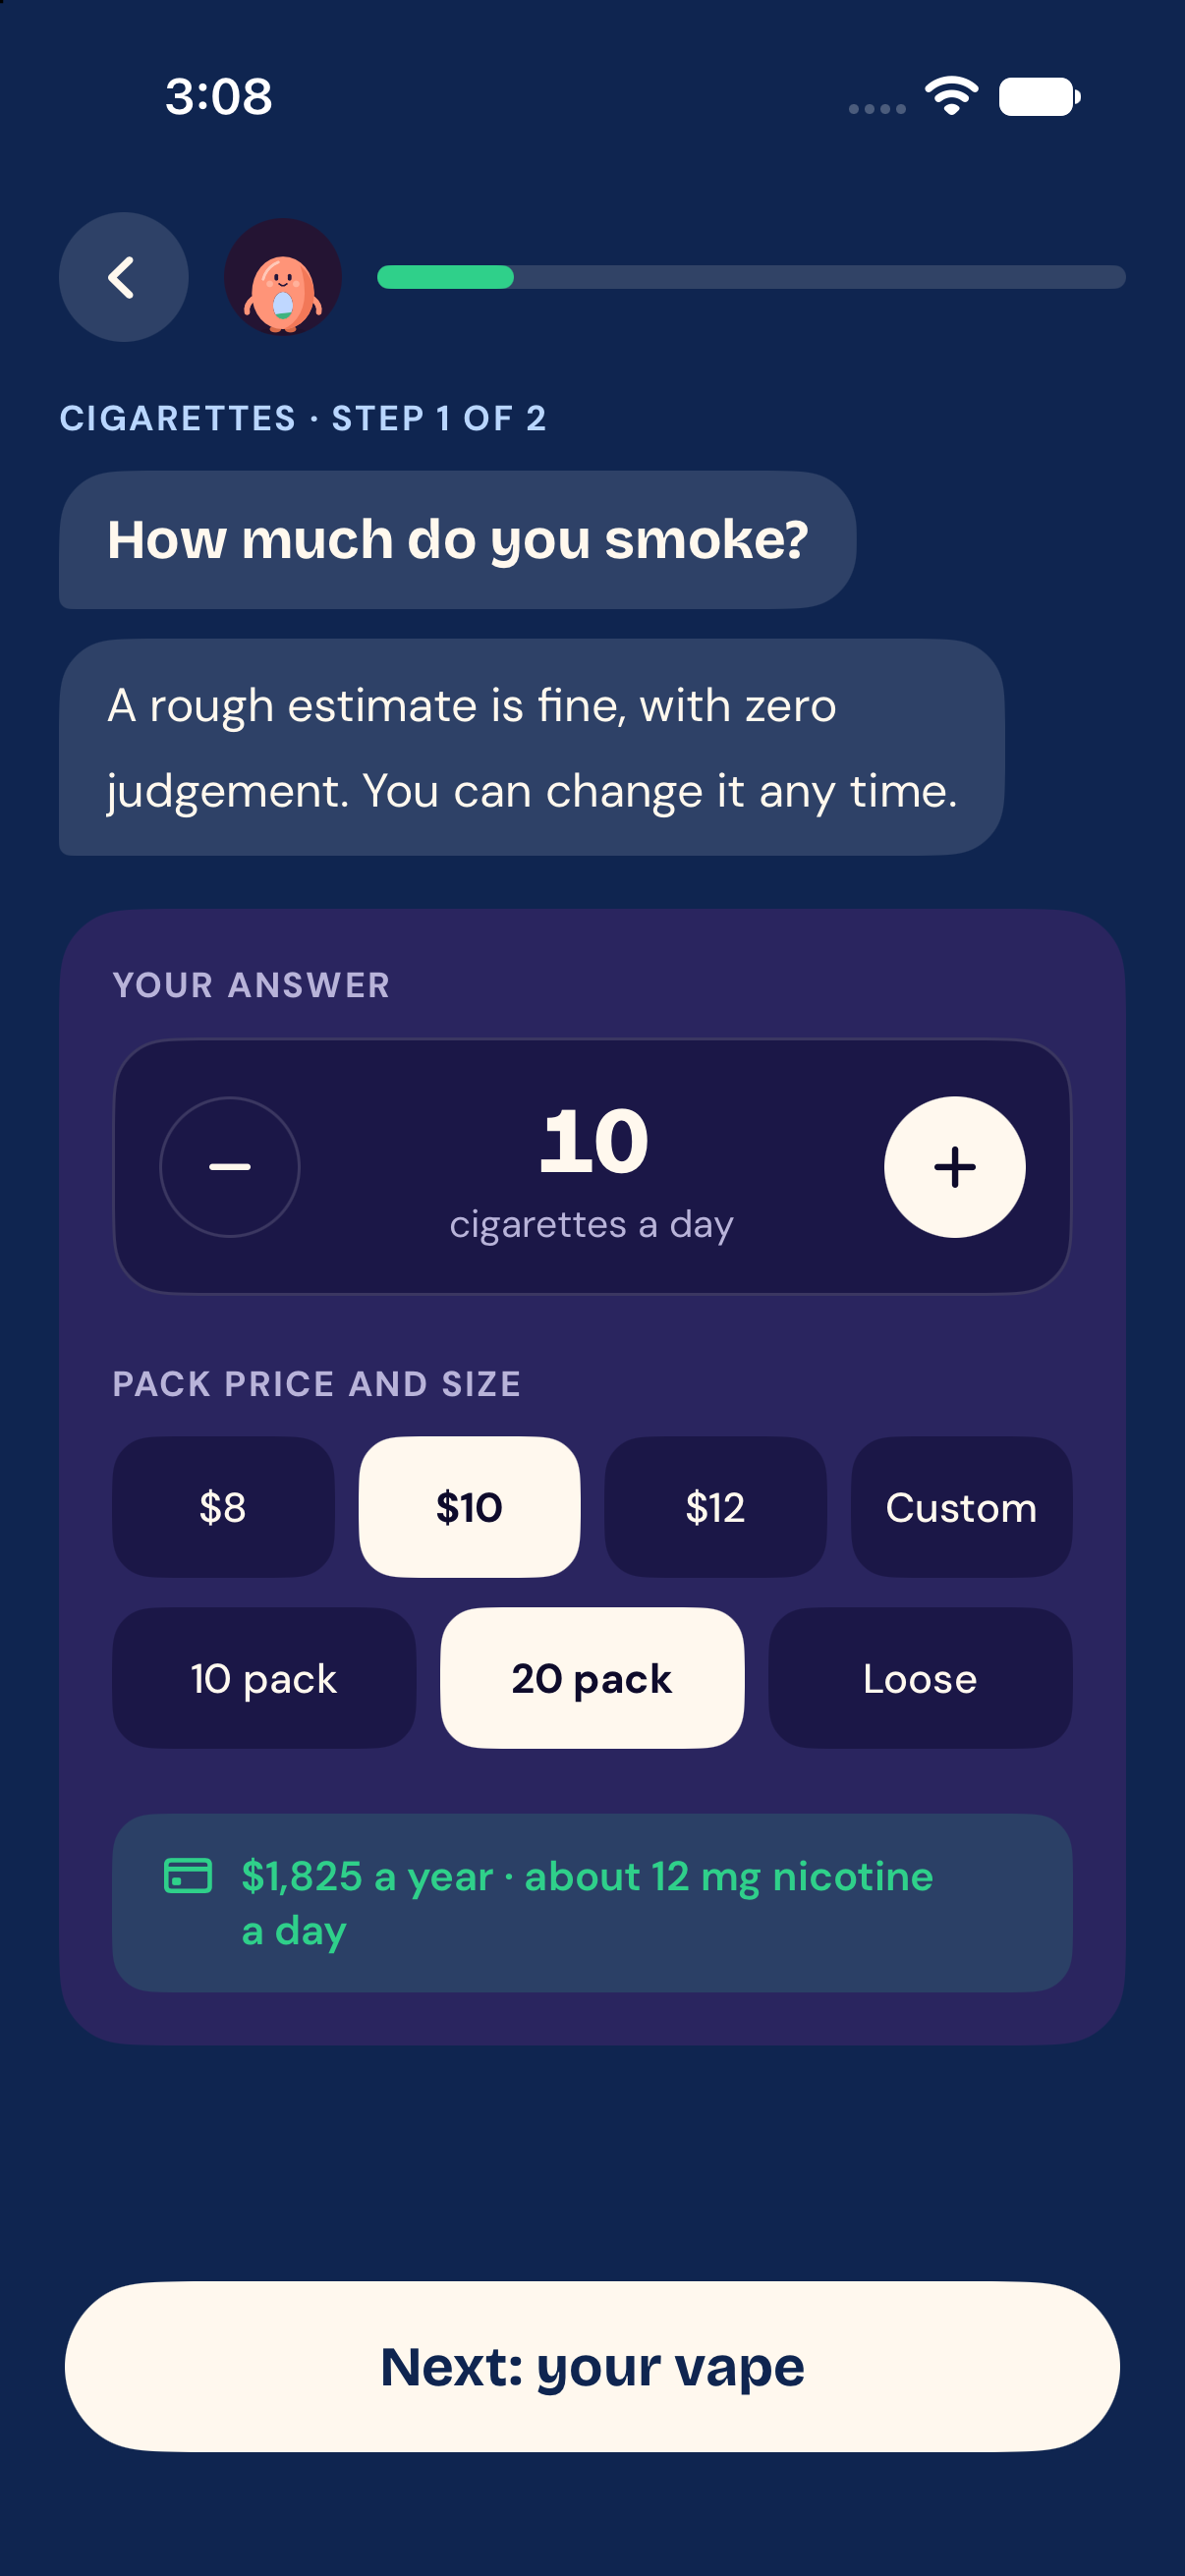 3:08
CIGARETTES · STEP 1 OF 2
How much do you smoke?
A rough estimate is fine, with zero
judgement. You can change it any time.
YOUR ANSWER
10
cigarettes a day
PACK PRICE AND SIZE
$8 $10 $12 Custom
10 pack 20 pack Loose
$1,825 a year · about 12 mg nicotine
a day
Next: your vape